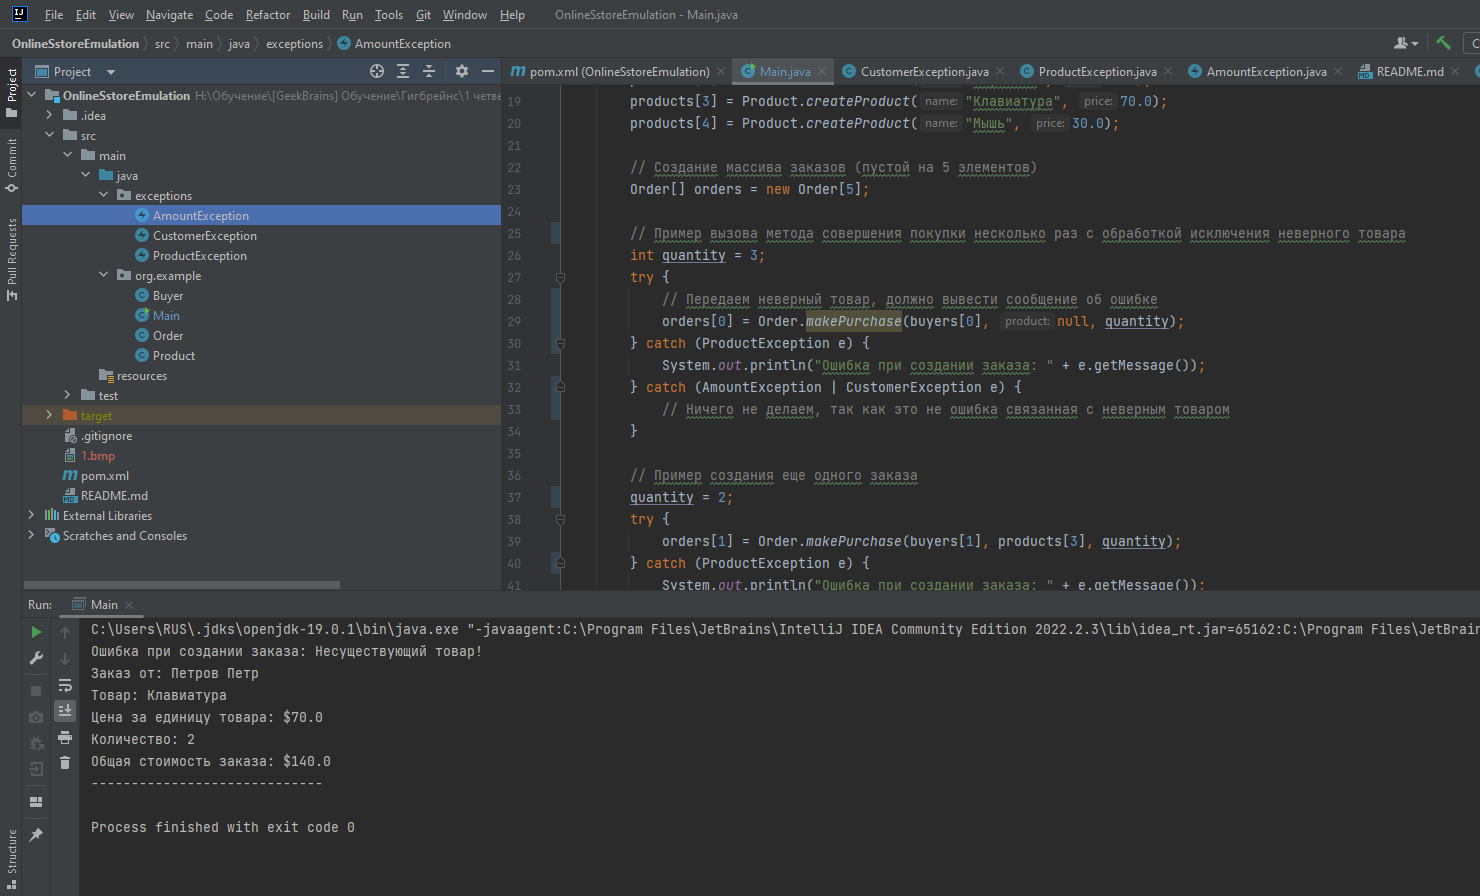 File Edit View Navigate Code Refactor Build Run Tools Git Window Help OnlineSstoreEmulation - Main.java
OnlineSstoreEmulation src main java exceptions AmountException
Project
pom.xml (OnlineSstoreEmulation) Main.java CustomerException.java ProductException.java AmountException.java README.md
Project
Commit
Pull Requests
Structure
OnlineSstoreEmulation H:\Обучение\[GeekBrains] Обучение\Гигбрейнс\1 четве
.idea
src
main
java
exceptions
AmountException
CustomerException
ProductException
org.example
Buyer
Main
Order
Product
resources
test
target
.gitignore
1.bmp
pom.xml
README.md
External Libraries
Scratches and Consoles
19 products[3] = Product.createProduct( name: "Клавиатура", price: 70.0);
20 products[4] = Product.createProduct( name: "Мышь", price: 30.0);
21
22 // Создание массива заказов (пустой на 5 элементов)
23 Order[] orders = new Order[5];
24
25 // Пример вызова метода совершения покупки несколько раз с обработкой исключения неверного товара
26 int quantity = 3;
27 try {
28 // Передаем неверный товар, должно вывести сообщение об ошибке
29 orders[0] = Order.makePurchase(buyers[0], product: null, quantity);
30 } catch (ProductException e) {
31 System.out.println("Ошибка при создании заказа: " + e.getMessage());
32 } catch (AmountException | CustomerException e) {
33 // Ничего не делаем, так как это не ошибка связанная с неверным товаром
34 }
35
36 // Пример создания еще одного заказа
37 quantity = 2;
38 try {
39 orders[1] = Order.makePurchase(buyers[1], products[3], quantity);
40 } catch (ProductException e) {
41 System.out.println("Ошибка при создании заказа: " + e.getMessage());
Run: Main
C:\Users\RUS\.jdks\openjdk-19.0.1\bin\java.exe "-javaagent:C:\Program Files\JetBrains\IntelliJ IDEA Community Edition 2022.2.3\lib\idea_rt.jar=65162:C:\Program Files\JetBrain
Ошибка при создании заказа: Несуществующий товар!
Заказ от: Петров Петр
Товар: Клавиатура
Цена за единицу товара: $70.0
Количество: 2
Общая стоимость заказа: $140.0
-----------------------------
Process finished with exit code 0